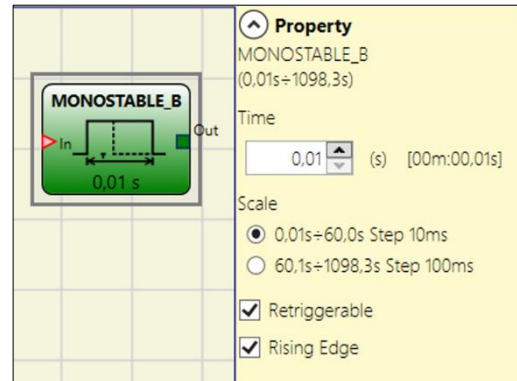 MONOSTABLE_B
In
Out
0,01 s
Property
MONOSTABLE_B
(0,01s÷1098,3s)
Time
0,01 (s) [00m:00,01s]
Scale
0,01s÷60,0s Step 10ms
60,1s÷1098,3s Step 100ms
Retriggerable
Rising Edge